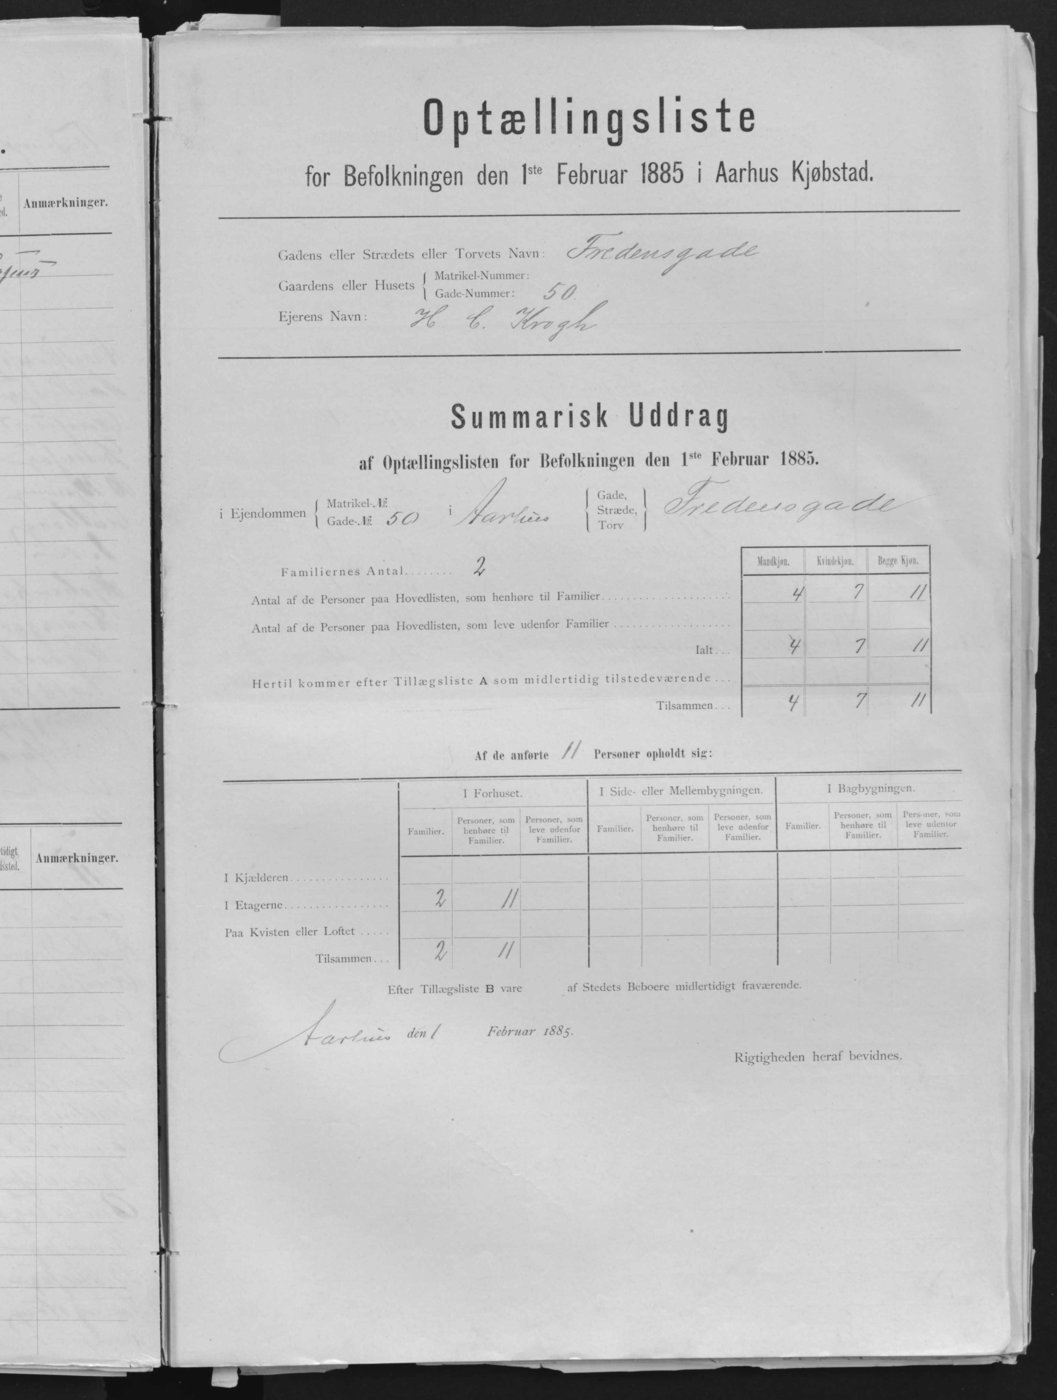 Anmærkninger.
Anmærkninger.
Optællingsliste
for Befolkningen den 1ste Februar 1885 i Aarhus Kjøbstad.
Gadens eller Strædets eller Torvets Navn: Fredensgade
Gaardens eller Husets { Matrikel-Nummer:
Gade-Nummer: 50
Ejerens Navn: H C. Krogh
Summarisk Uddrag
af Optællingslisten for Befolkningen den 1ste Februar 1885.
i Ejendommen { Matrikel-№
Gade-№ 50 i Aarhus { Gade, Stræde, Torv } Fredensgade
Mandkjøn. Kvindekjøn. Begge Kjøn.
Familiernes Antal........ 2
Antal af de Personer paa Hovedlisten, som henhøre til Familier 4 7 11
Antal af de Personer paa Hovedlisten, som leve udenfor Familier
Ialt... 4 7 11
Hertil kommer efter Tillægsliste A som midlertidig tilstedeværende ...
Tilsammen... 4 7 11
Af de anførte 11 Personer opholdt sig:
I Forhuset. I Side- eller Mellembygningen. I Bagbygningen.
Familier. Personer, som henhøre til Familier. Personer, som leve udenfor Familier. Familier. Personer, som henhøre til Familier. Personer, som leve udenfor Familier. Familier. Personer, som henhøre til Familier. Personer, som leve udenfor Familier.
I Kjælderen
I Etagerne 2 11
Paa Kvisten eller Loftet .....
Tilsammen... 2 11
Efter Tillægsliste B vare af Stedets Beboere midlertidigt fraværende.
Aarhus den 1 Februar 1885.
Rigtigheden heraf bevidnes.